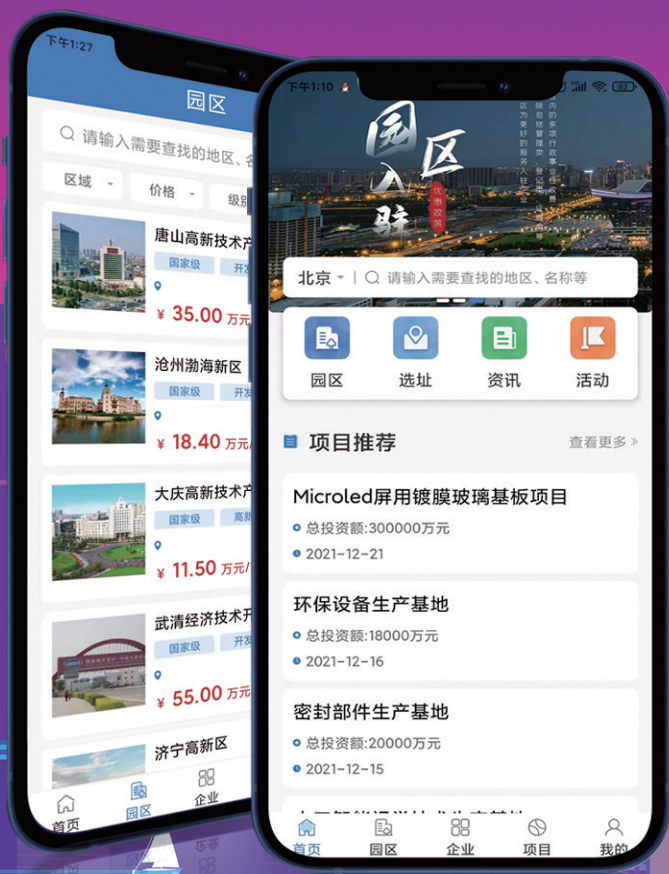 下午1:27
园区
请输入需要查找的地区、
区域
价格
级别
唐山高新技术产
国家级
开发
¥ 35.00 万元
沧州渤海新区
国家级
开发
¥ 18.40 万元/
大庆高新技术产
国家级
高新
¥ 11.50 万元/
武清经济技术开
国家级
开发
¥ 55.00 万元
济宁高新区
首页
园区
企业
下午1:10
82
园区
入驻
优惠政策
北京
请输入需要查找的地区、名称等
园区
选址
资讯
活动
项目推荐
查看更多
Microled屏用镀膜玻璃基板项目
总投资额:300000万元
2021-12-21
环保设备生产基地
总投资额:18000万元
2021-12-16
密封部件生产基地
总投资额:20000万元
2021-12-15
首页
园区
企业
项目
我的